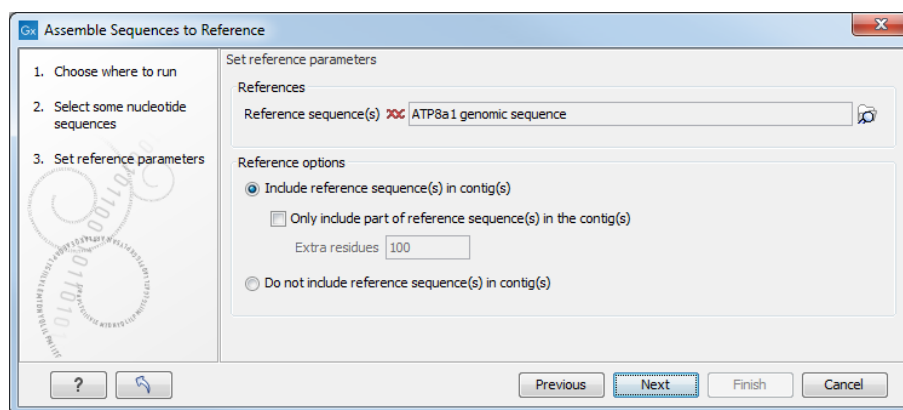 Gx Assemble Sequences to Reference
1. Choose where to run
2. Select some nucleotide
sequences
3. Set reference parameters
Set reference parameters
References
Reference sequence(s) ATP8a1 genomic sequence
Reference options
Include reference sequence(s) in contig(s)
Only include part of reference sequence(s) in the contig(s)
Extra residues 100
Do not include reference sequence(s) in contig(s)
? Previous Next Finish Cancel